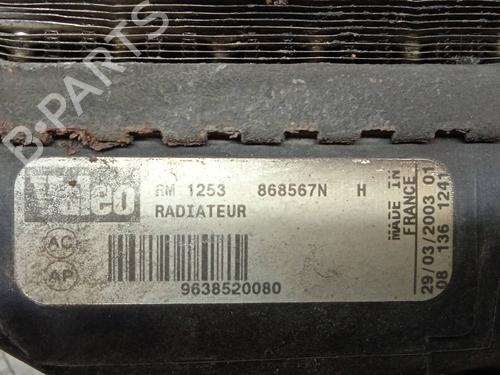 B-PARTS
Valeo
RM 1253 868567N H
RADIATEUR
AC
AP
9638520080
MADE IN
FRANCE
29/03/2003 01
08 136 1241